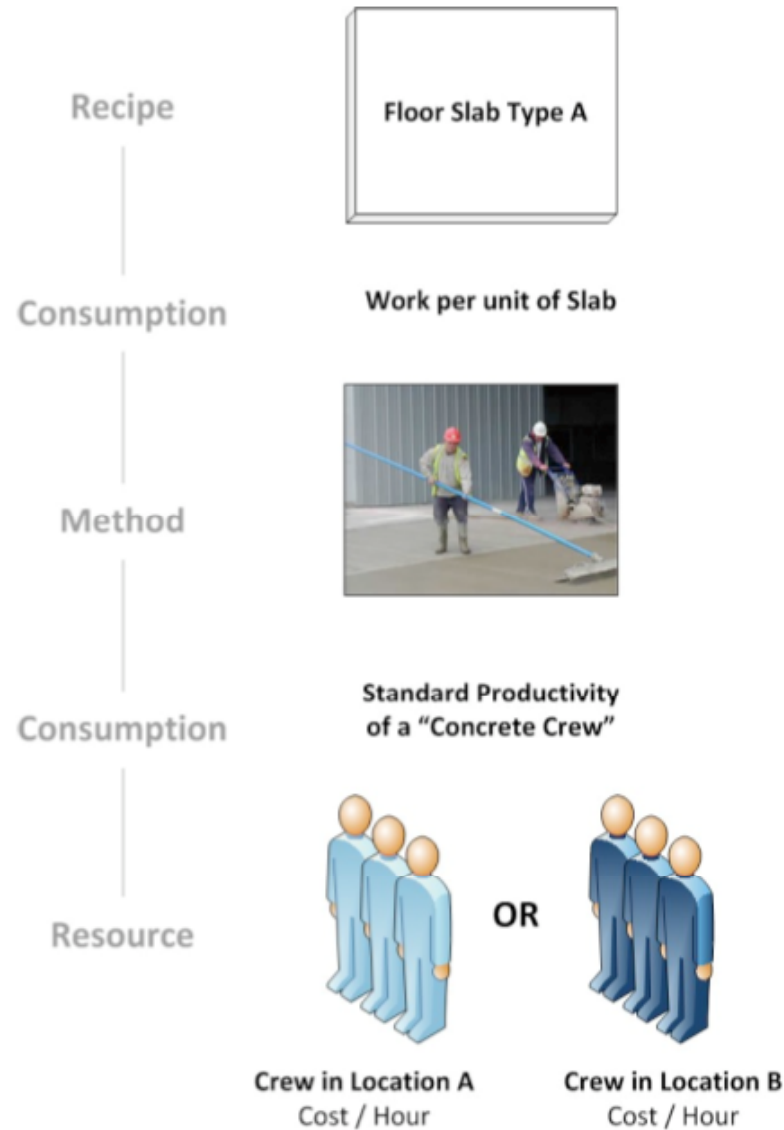 Recipe
Floor Slab Type A
Consumption
Work per unit of Slab
Method
Consumption
Standard Productivity
of a “Concrete Crew”
Resource
OR
Crew in Location A
Cost / Hour
Crew in Location B
Cost / Hour